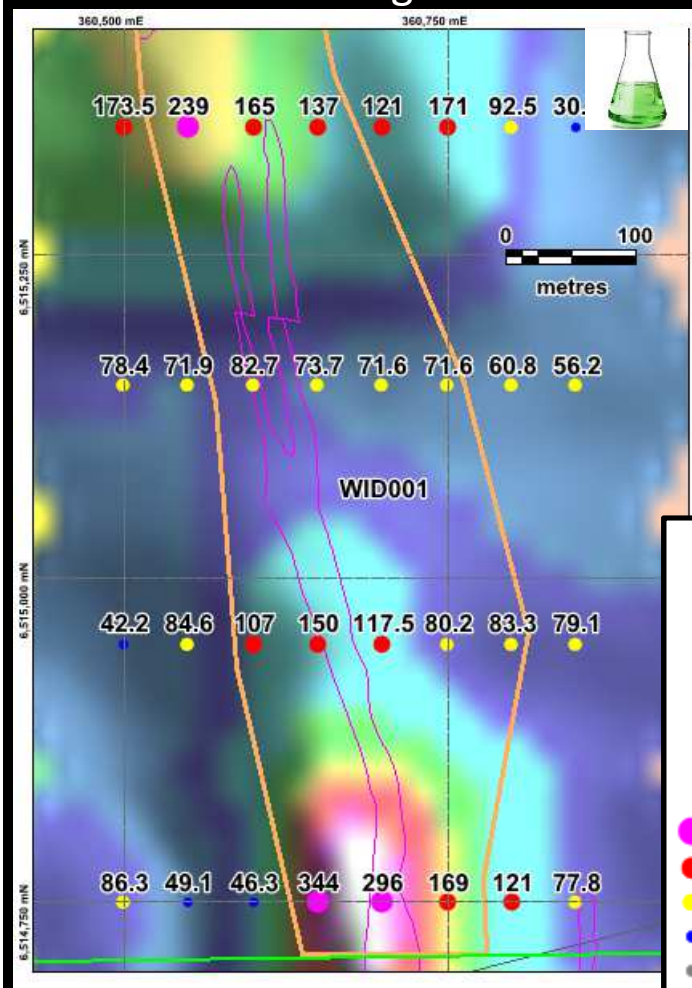 360,500 mE 360,750 mE
173.5 239 165 137 121 171 92.5 30.
0 100
metres
6,515,250 mN
78.4 71.9 82.7 73.7 71.6 71.6 60.8 56.2
WID001
6,515,000 mN
42.2 84.6 107 150 117.5 80.2 83.3 79.1
86.3 49.1 46.3 344 296 169 121 77.8
6,514,750 mN